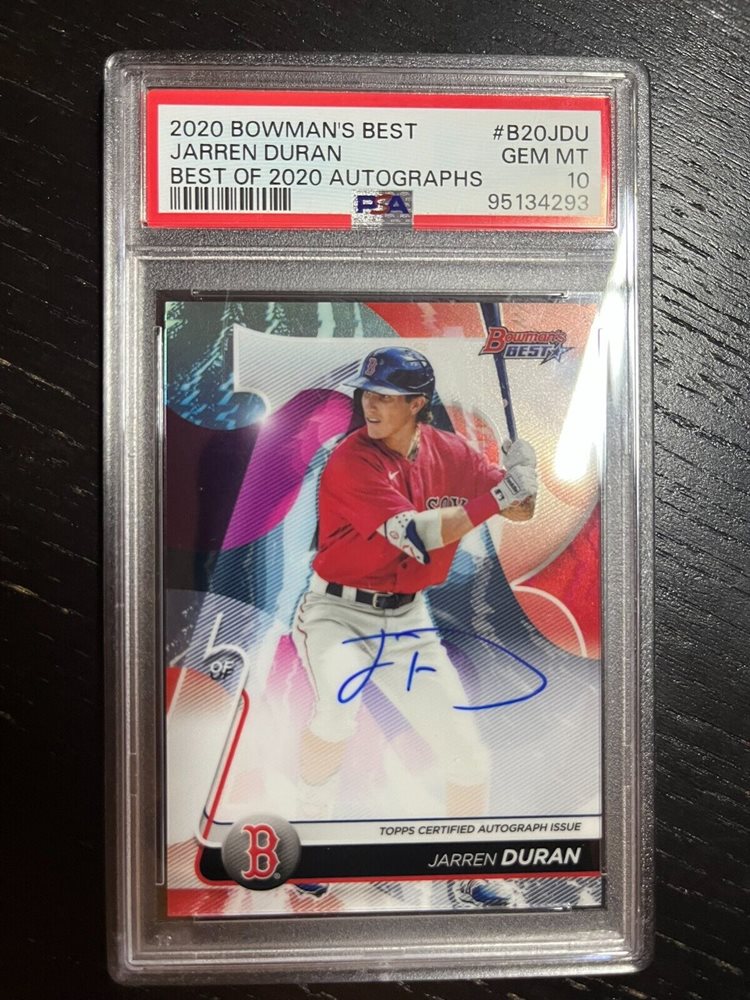 2020 BOWMAN'S BEST #B20JDU
JARREN DURAN GEM MT
BEST OF 2020 AUTOGRAPHS 10
PSA 95134293
Bowman's
BEST
B
SOX
OF
TOPPS CERTIFIED AUTOGRAPH ISSUE
B
JARREN DURAN